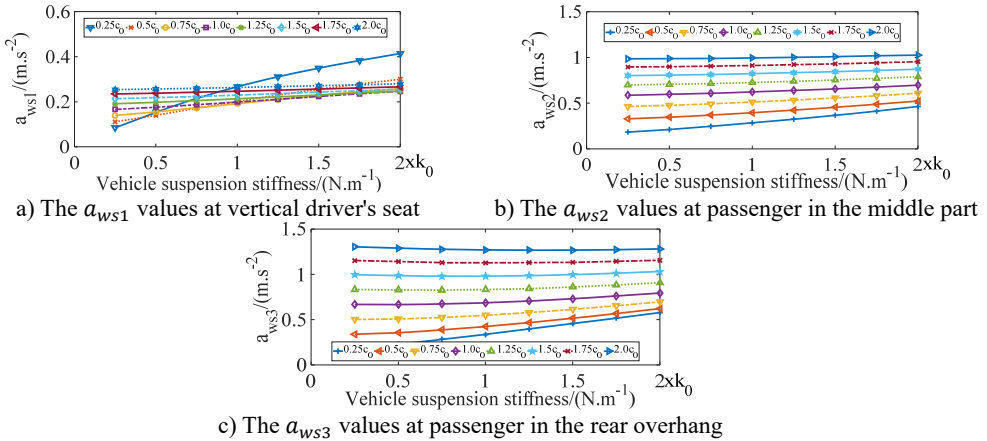 0.6
0.25c₀ 0.5c₀ 0.75c₀ 1.0c₀ 1.25c₀ 1.5c₀ 1.75c₀ 2.0c₀
0.4
0.2
0
a_ws1/(m.s⁻²)
0 0.5 1 1.5 2xk₀
Vehicle suspension stiffness/(N.m⁻¹)
a) The a_ws1 values at vertical driver's seat
1.5
0.25c₀ 0.5c₀ 0.75c₀ 1.0c₀ 1.25c₀ 1.5c₀ 1.75c₀ 2.0c₀
1
0.5
0
a_ws2/(m.s⁻²)
0 0.5 1 1.5 2xk₀
Vehicle suspension stiffness/(N.m⁻¹)
b) The a_ws2 values at passenger in the middle part
1.5
1
0.5
0
a_ws3/(m.s⁻²)
0.25c₀ 0.5c₀ 0.75c₀ 1.0c₀ 1.25c₀ 1.5c₀ 1.75c₀ 2.0c₀
0 0.5 1 1.5 2xk₀
Vehicle suspension stiffness/(N.m⁻¹)
c) The a_ws3 values at passenger in the rear overhang